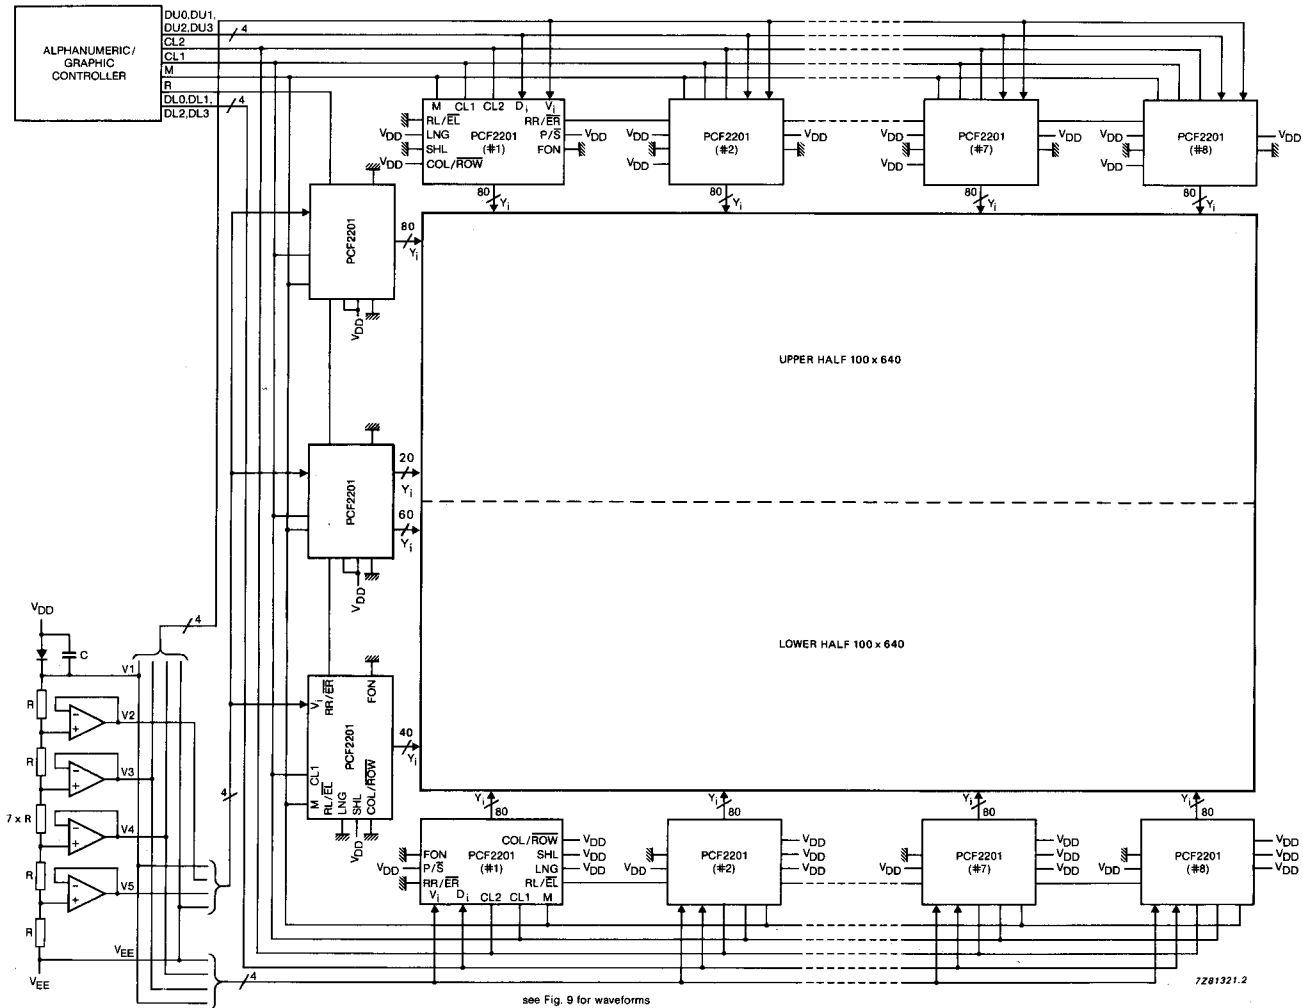 ALPHANUMERIC/
GRAPHIC
CONTROLLER
DU0,DU1,
DU2,DU3
4
CL2
CL1
M
R
DL0,DL1,
DL2,DL3
4
M CL1 CL2 Di Vi
RL/EL
LNG
SHL
COL/ROW
PCF2201
(#1)
RR/ER
P/S
FON
VDD
VDD
VDD
PCF2201
(#2)
VDD
VDD
VDD
PCF2201
(#7)
VDD
VDD
VDD
PCF2201
(#8)
VDD
VDD
VDD
80 Yi
80 Yi
80 Yi
80 Yi
PCF2201
80
Yi
VDD
UPPER HALF 100 x 640
PCF2201
20
Yi
60
Yi
VDD
LOWER HALF 100 x 640
Vi
RR/ER
FON
PCF2201
40
Yi
M
CL1
RL/EL
LNG
SHL
COL/ROW
VDD
VDD
C
4
V1
R
V2
R
V3
7 x R
V4
R
V5
R
VEE
VEE
4
4
Yi 80
Yi 80
Yi 80
Yi 80
FON
P/S
RR/ER
PCF2201
(#1)
COL/ROW
SHL
LNG
RL/EL
VDD
VDD
VDD
VDD
Vi Di CL2 CL1 M
PCF2201
(#2)
VDD
VDD
VDD
VDD
PCF2201
(#7)
VDD
VDD
VDD
VDD
PCF2201
(#8)
VDD
VDD
VDD
VDD
see Fig. 9 for waveforms
7Z81321.2